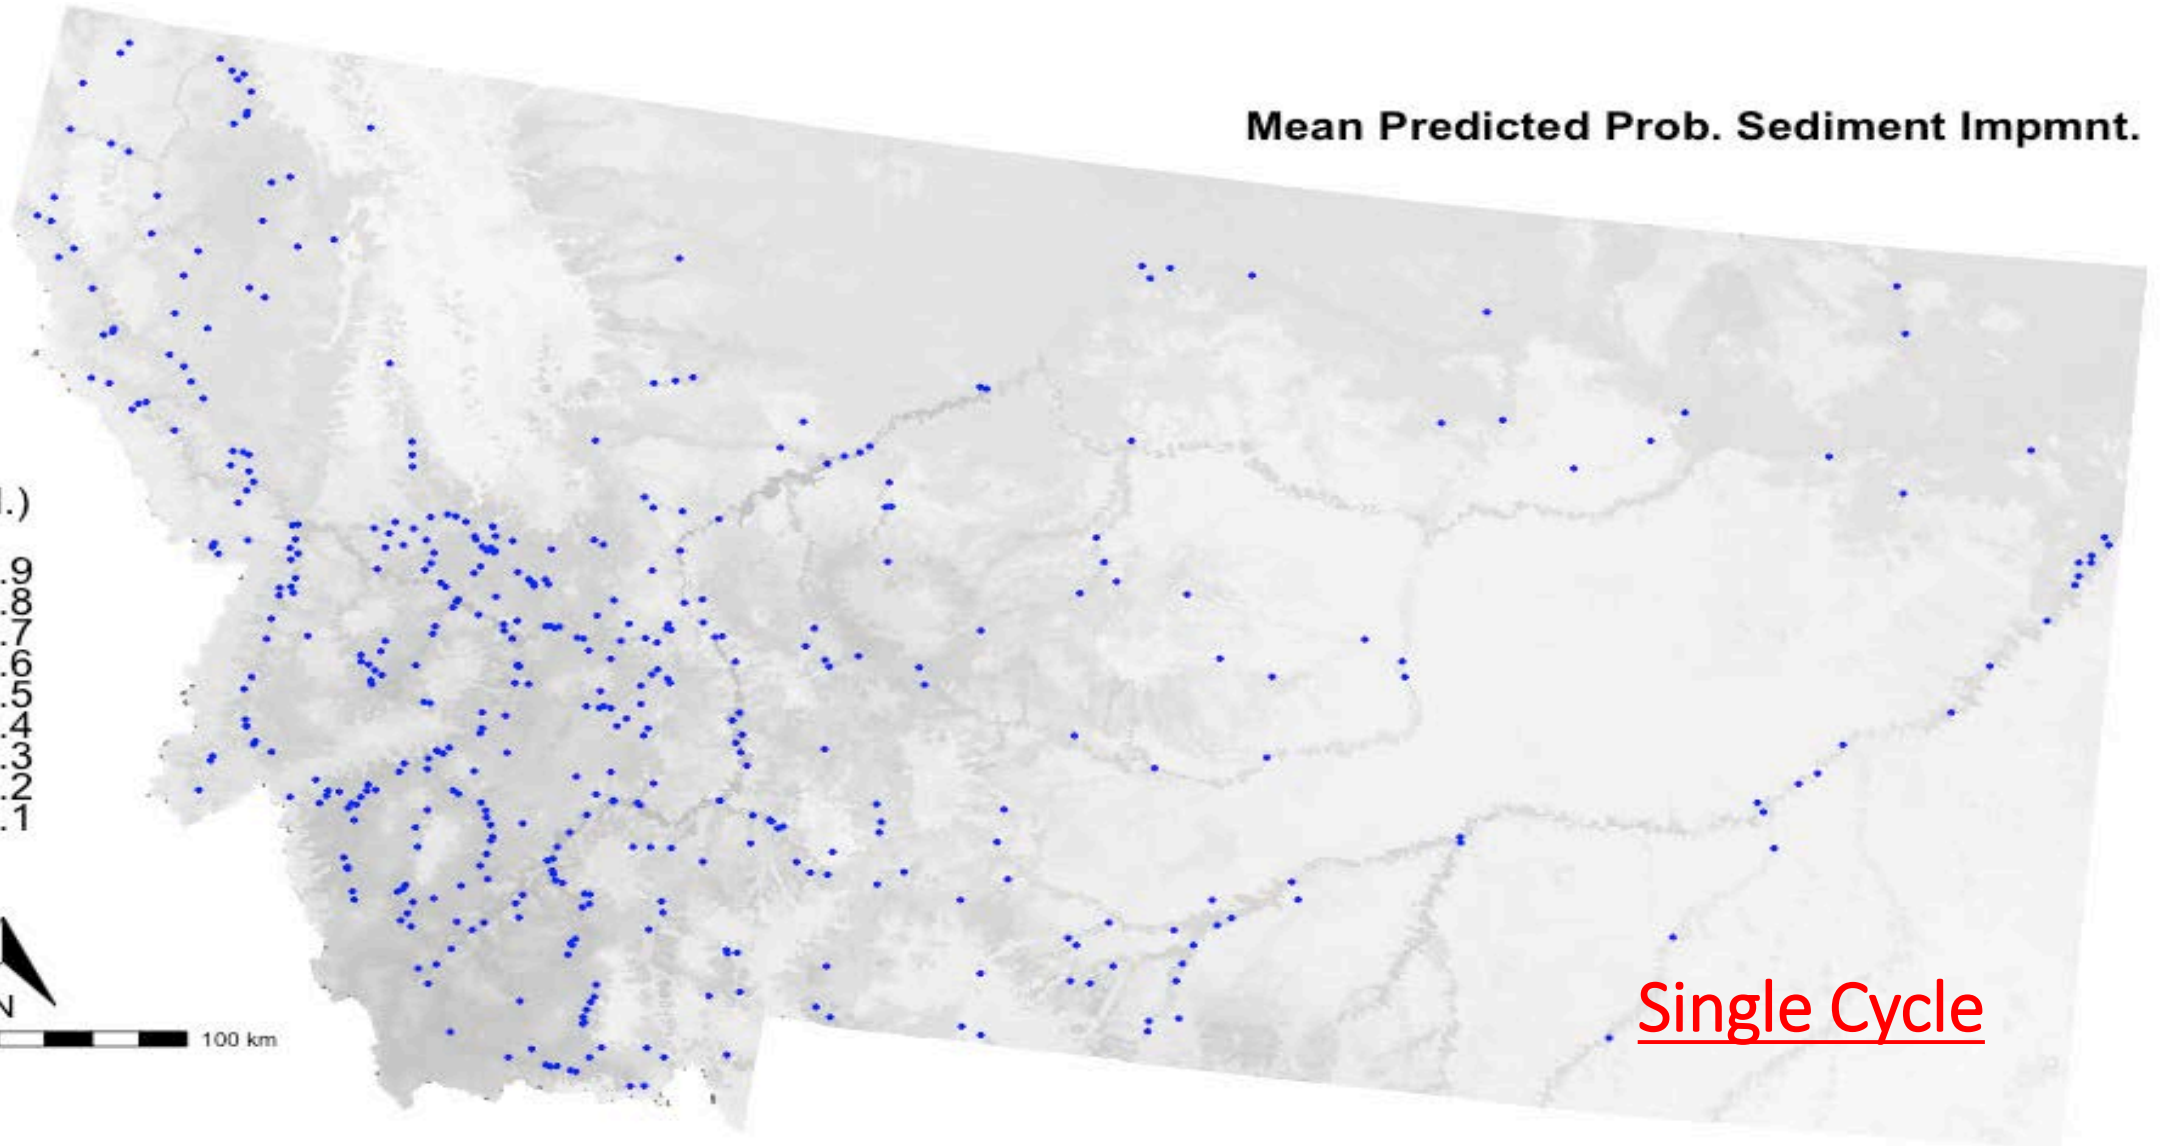 Mean Predicted Prob. Sediment Impmnt.
.)
.9
.8
.7
.6
.5
.4
.3
.2
.1
N
100 km
Single Cycle